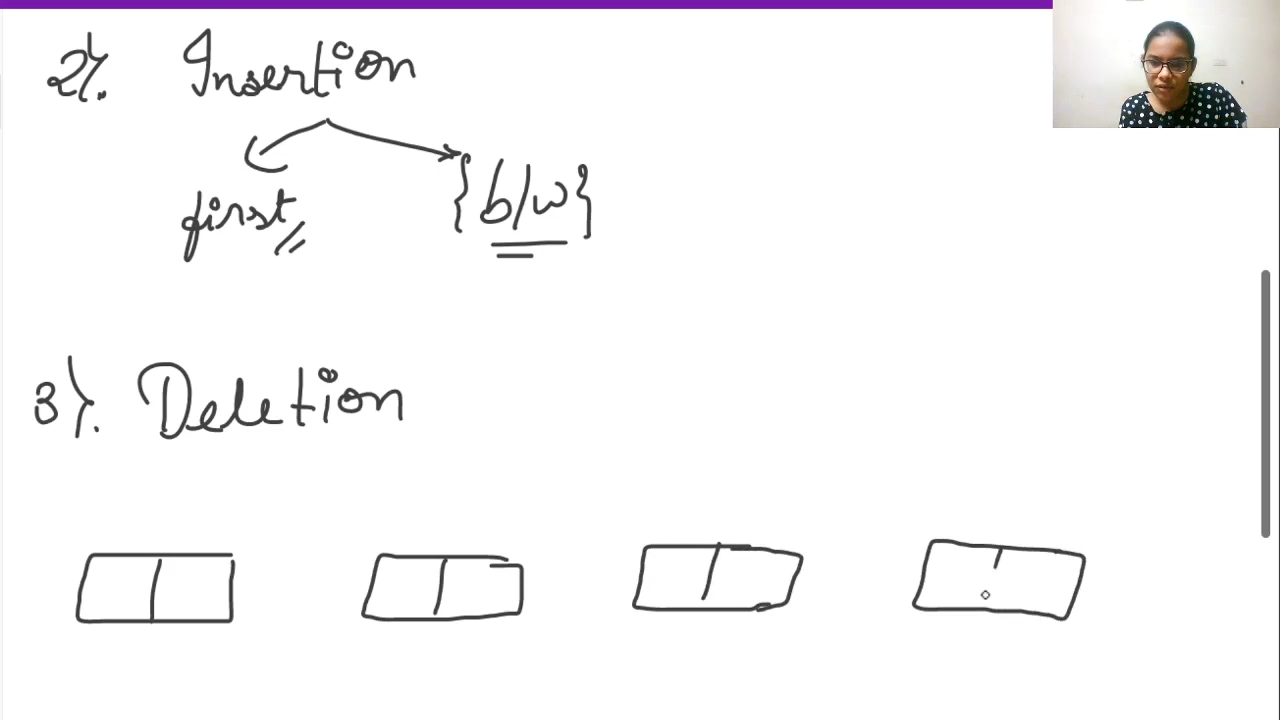 2). Insertion
first {b/w}
3). Deletion